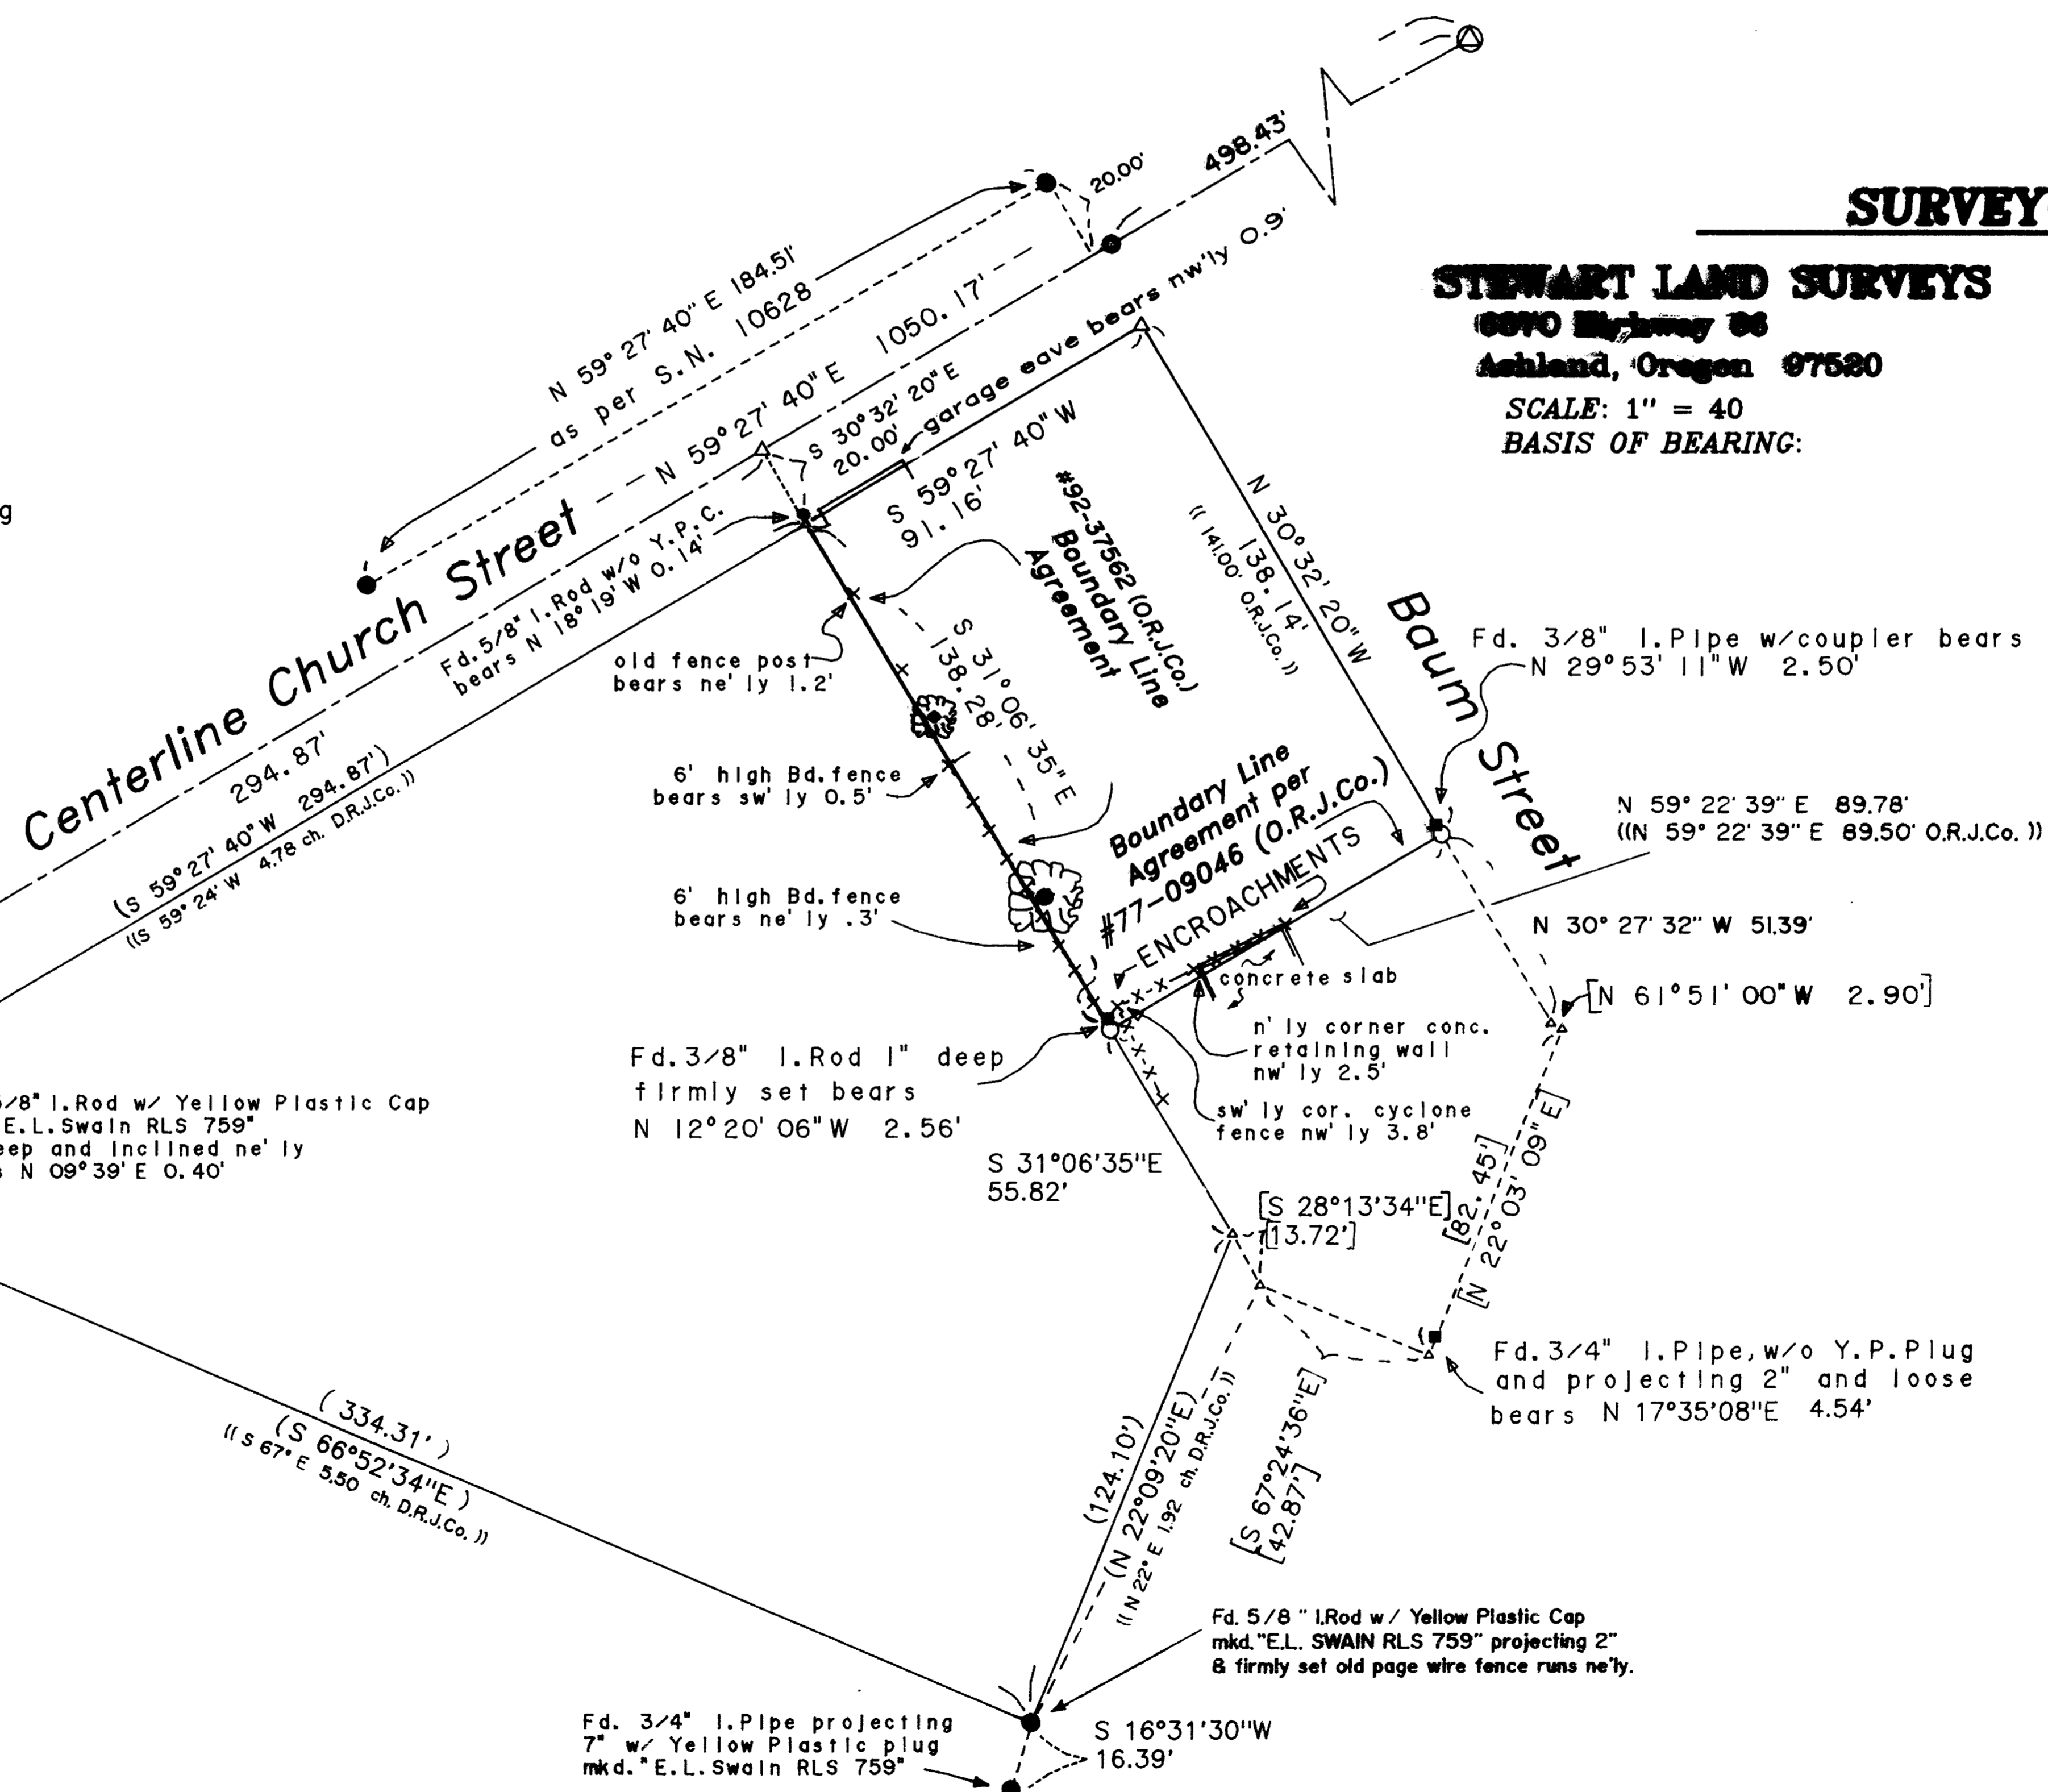 498.43'
20.00'
N 59° 27' 40" E 184.51'
as per S.N. 10628
N 59° 27' 40" E 1050.17'
garage eave bears nw'ly 0.9'
S 30° 32' 20" E
20.00'
SURVEY
STEWART LAND SURVEYS
Highway 66
Ashland, Oregon 97520
SCALE: 1" = 40
BASIS OF BEARING:
g
Centerline Church Street
294.87'
(S 59° 27' 40" W 294.87')
((S 59° 24' W 4.78 ch. D.R.J.Co. ))
Fd. 5/8" I. Rod w/o Y.P.C.
bears N 18° 19' W 0.14'
S 59° 27' 40" W
91.16'
#92-37562 (O.R.J.Co.)
Boundary Line
Agreement
N 30° 32' 20" W
138.14'
(( 141.00' O.R.J.Co. ))
Baum Street
old fence post
bears ne'ly 1.2'
S 31° 06' 35" E
138.28'
Fd. 3/8" I.Pipe w/coupler bears
N 29° 53' 11" W 2.50'
6' high Bd.fence
bears sw'ly 0.5'
N 59° 22' 39" E 89.78'
((N 59° 22' 39" E 89.50' O.R.J.Co. ))
Boundary Line
Agreement per
#77-09046 (O.R.J.Co.)
ENCROACHMENTS
6' high Bd.fence
bears ne'ly .3'
N 30° 27' 32" W 51.39'
concrete slab
[N 61° 51' 00" W 2.90']
n'ly corner conc.
retaining wall
nw'ly 2.5'
Fd. 3/8" I.Rod 1" deep
firmly set bears
N 12° 20' 06" W 2.56'
sw'ly cor. cyclone
fence nw'ly 3.8'
/8" I.Rod w/ Yellow Plastic Cap
E.L.Swain RLS 759"
eep and Inclined ne'ly
s N 09° 39' E 0.40'
S 31°06'35"E
55.82'
[S 28°13'34"E]
[13.72']
[82.45']
[N 22° 03' 09" E]
Fd. 3/4" I.Pipe, w/o Y.P.Plug
and projecting 2" and loose
bears N 17°35'08"E 4.54'
( 334.31' )
(S 66°52'34"E )
(( S 67° E 5.50 ch. D.R.J.Co. ))
(124.10')
(N 22°09'20"E)
(( N 22° E 1.92 ch. D.R.J.Co. ))
[S 67°24'36"E]
[42.87']
Fd. 5/8 " I.Rod w/ Yellow Plastic Cap
mkd."E.L. SWAIN RLS 759" projecting 2"
& firmly set old page wire fence runs ne'ly.
Fd. 3/4" I.Pipe projecting
7" w/ Yellow Plastic plug
mkd."E.L.Swain RLS 759"
S 16°31'30"W
16.39'